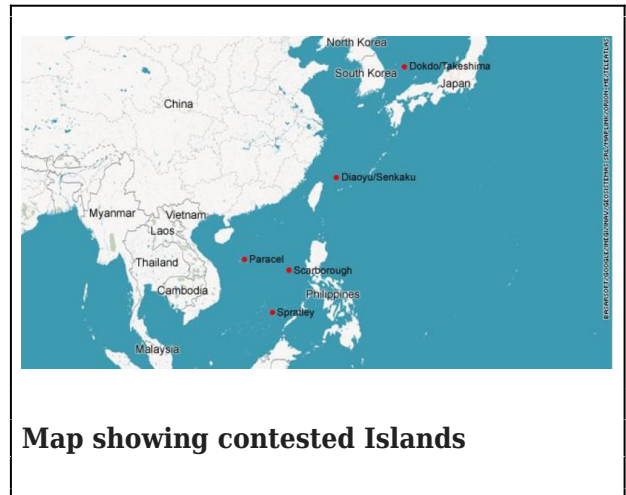 North Korea
Dokdo/Takeshima
South Korea
Japan
China
Diaoyu/Senkaku
Myanmar
Vietnam
Laos
Paracel
Thailand
Scarborough
Cambodia
Philippines
Spratley
Malaysia
Map showing contested Islands